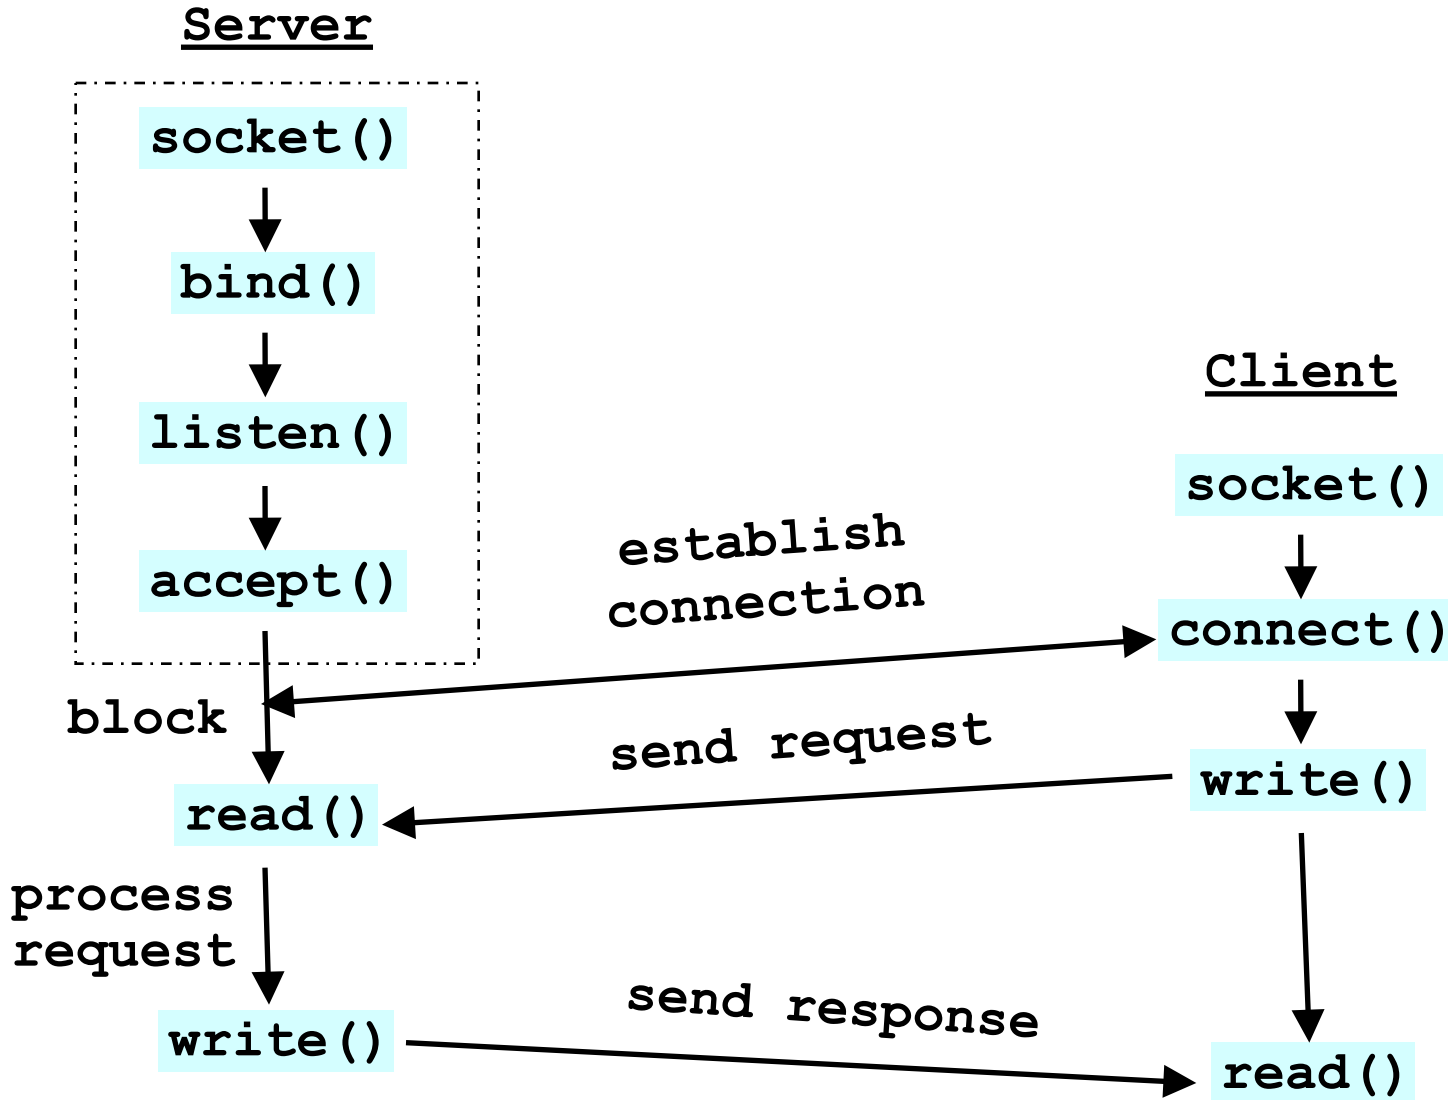 Server
socket()
bind()
listen()
accept()
block
read()
process
request
write()
establish
connection
send request
send response
Client
socket()
connect()
write()
read()